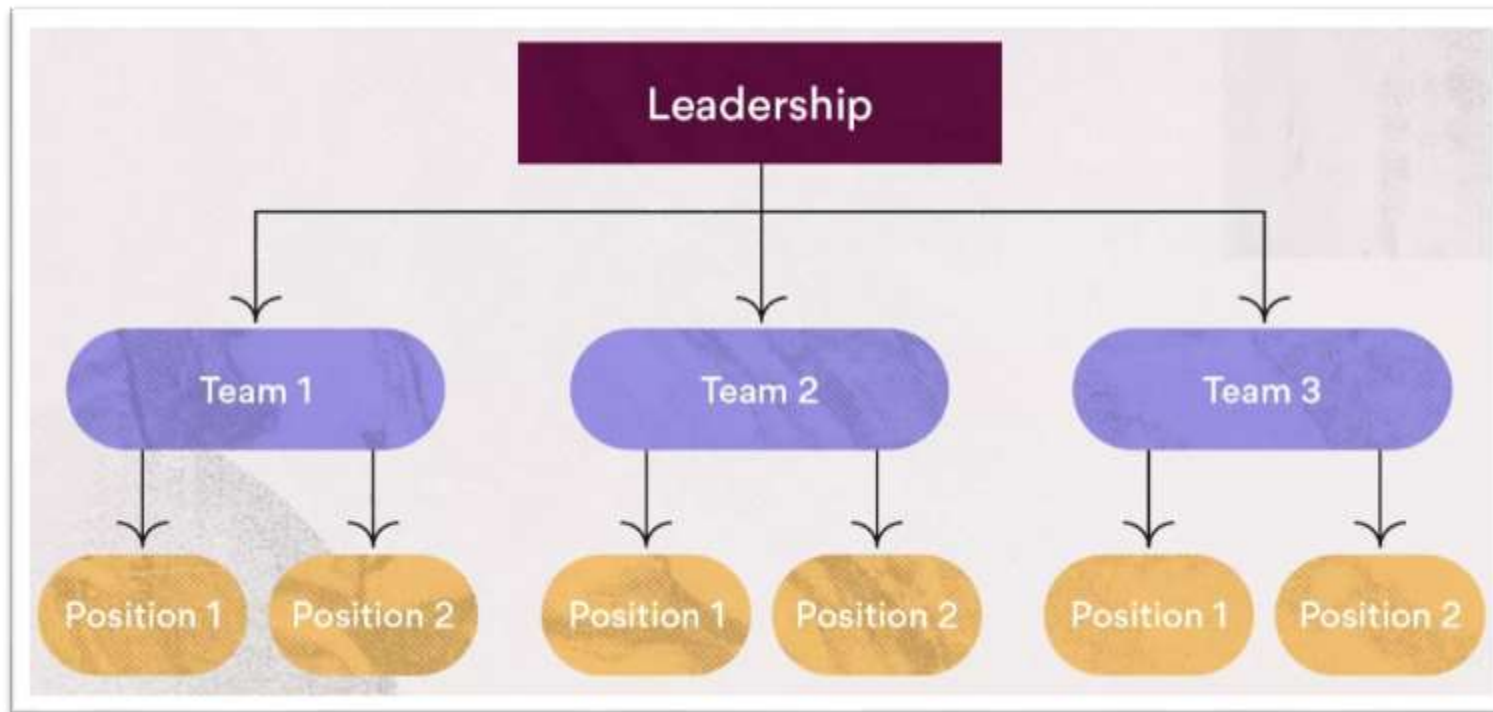 Leadership
Team 1
Team 2
Team 3
Position 1
Position 2
Position 1
Position 2
Position 1
Position 2